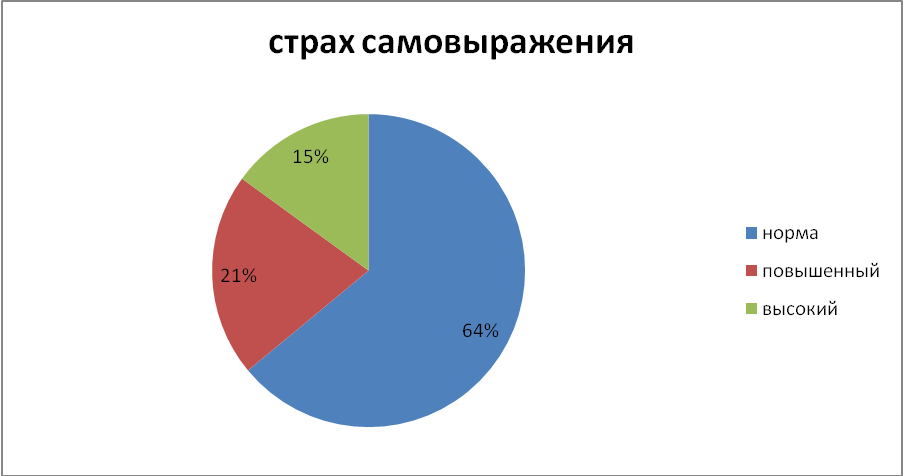 страх самовыражения
15%
21%
64%
норма
повышенный
высокий